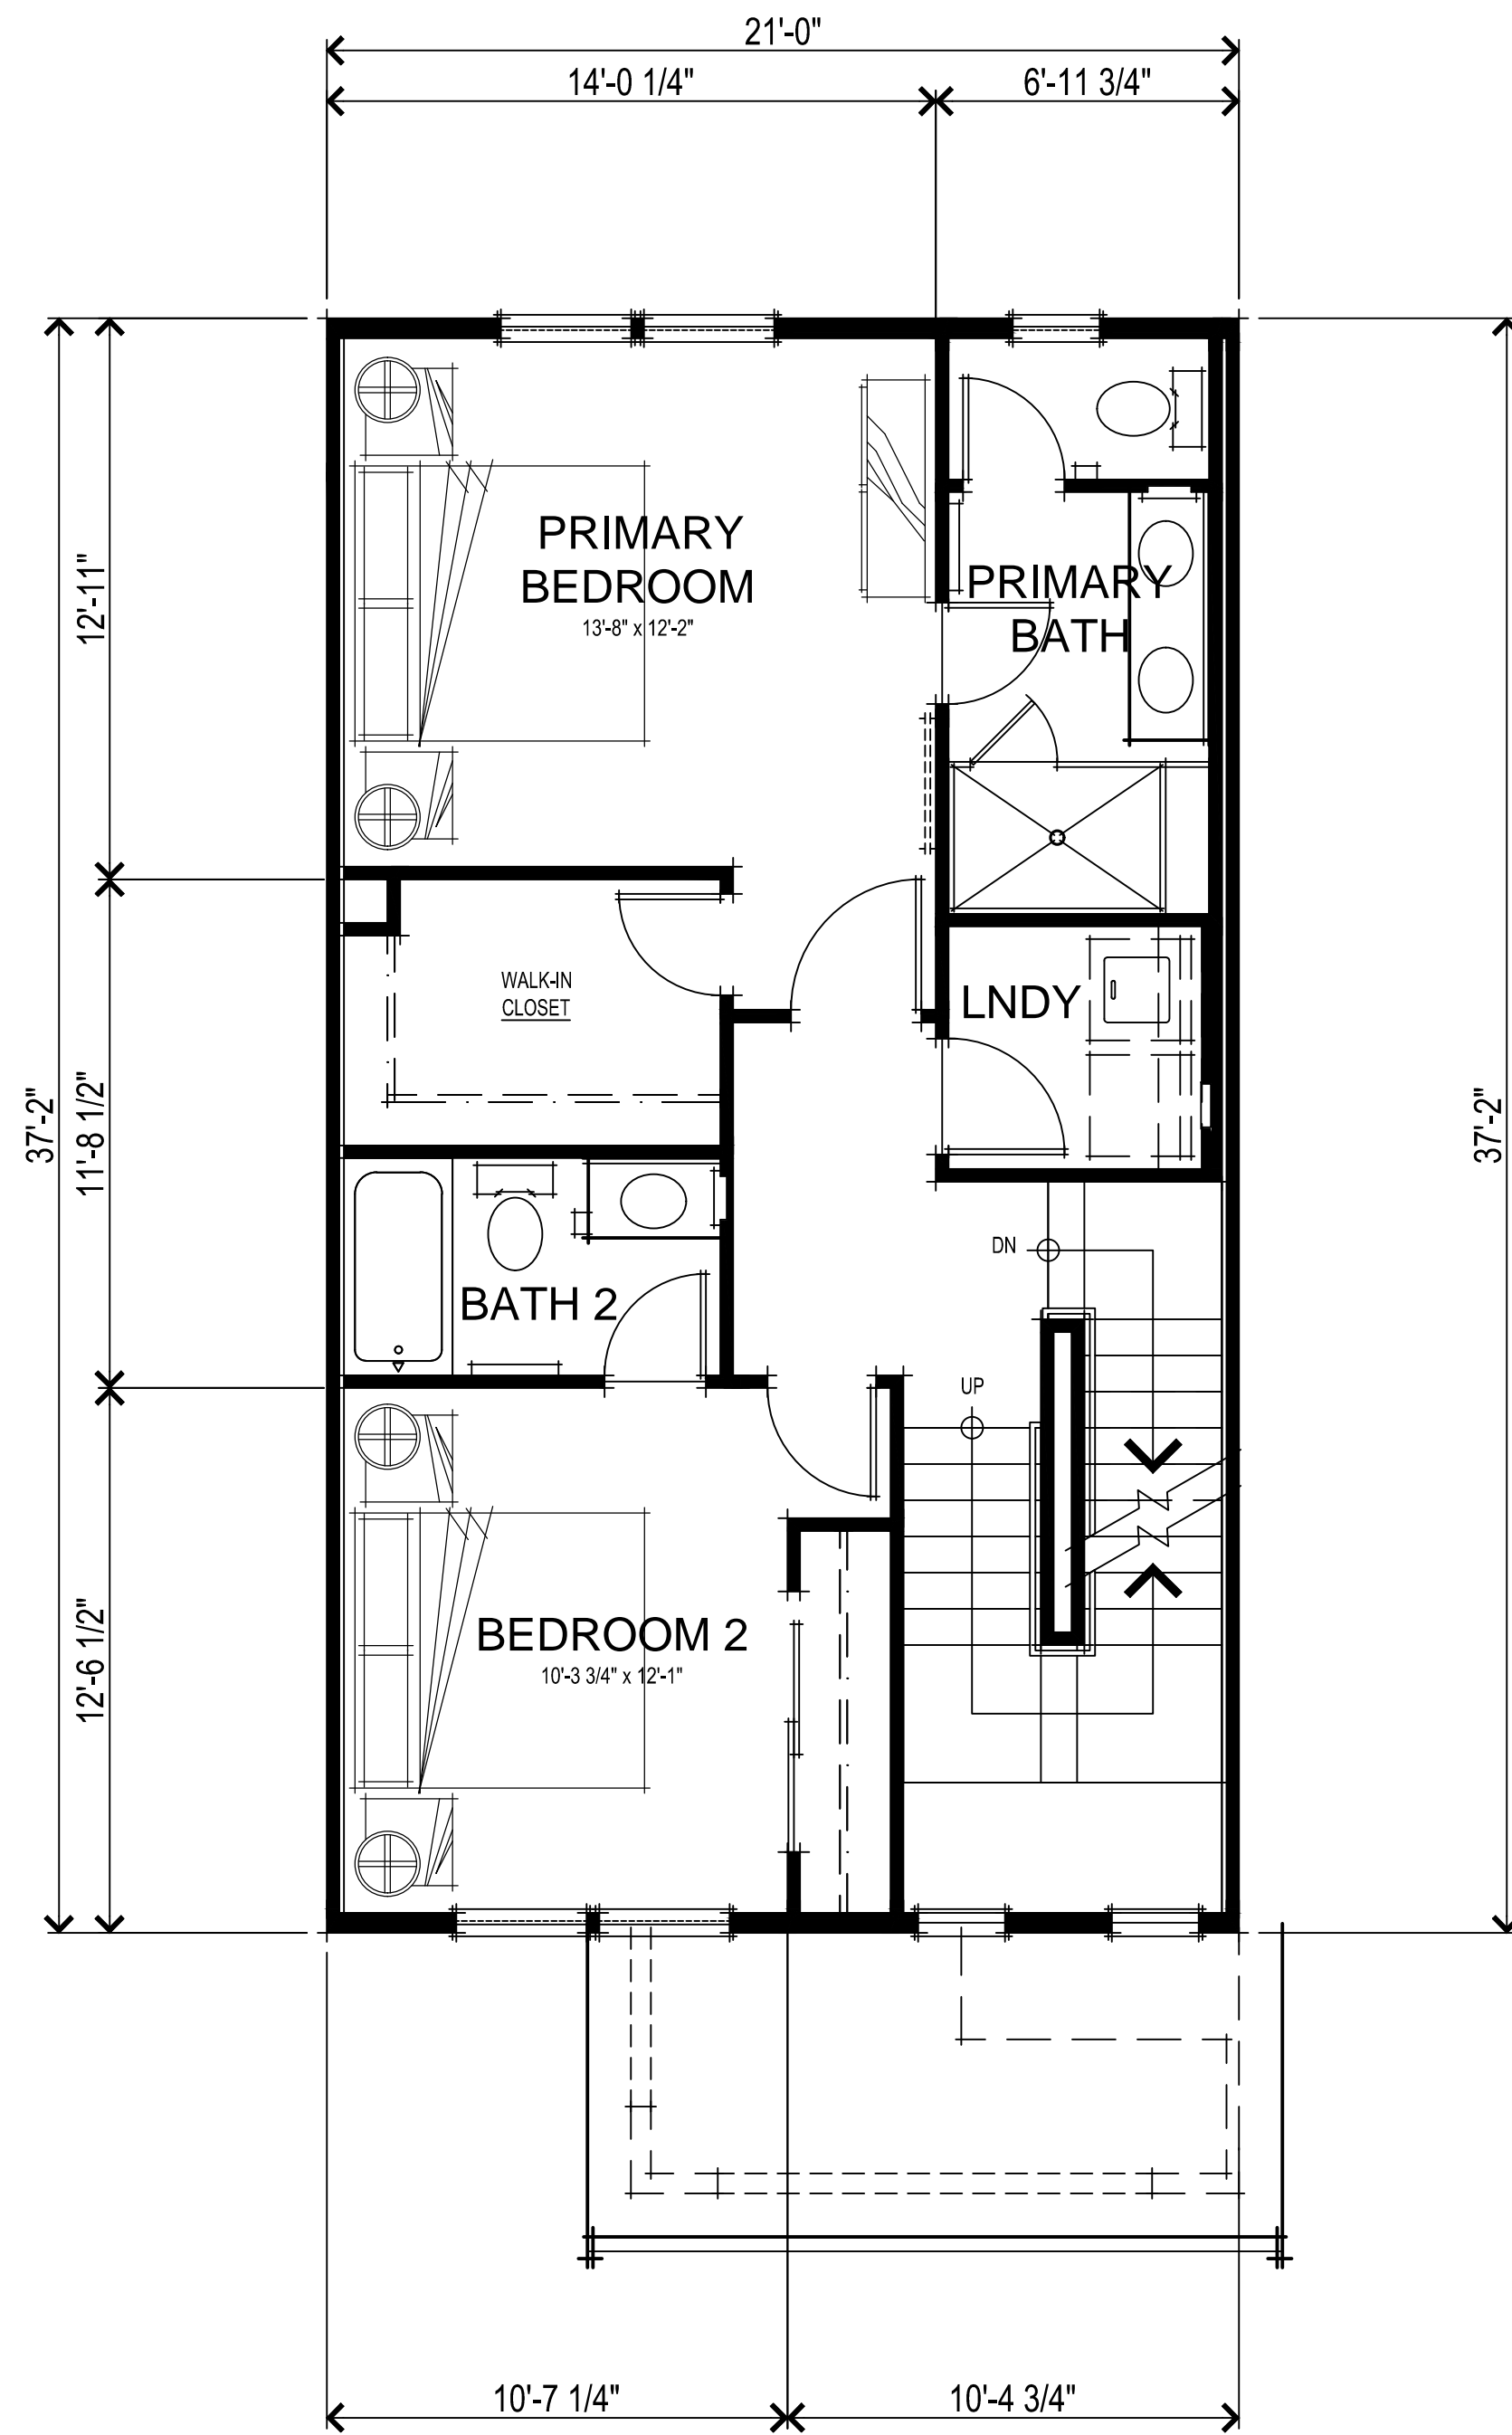 21'-0"
14'-0 1/4"
6'-11 3/4"
12'-11"
PRIMARY
BEDROOM
13'-8" x 12'-2"
PRIMARY
BATH
WALK-IN
CLOSET
LNDY
37'-2"
11'-8 1/2"
37'-2"
DN
BATH 2
UP
12'-6 1/2"
BEDROOM 2
10'-3 3/4" x 12'-1"
10'-7 1/4"
10'-4 3/4"